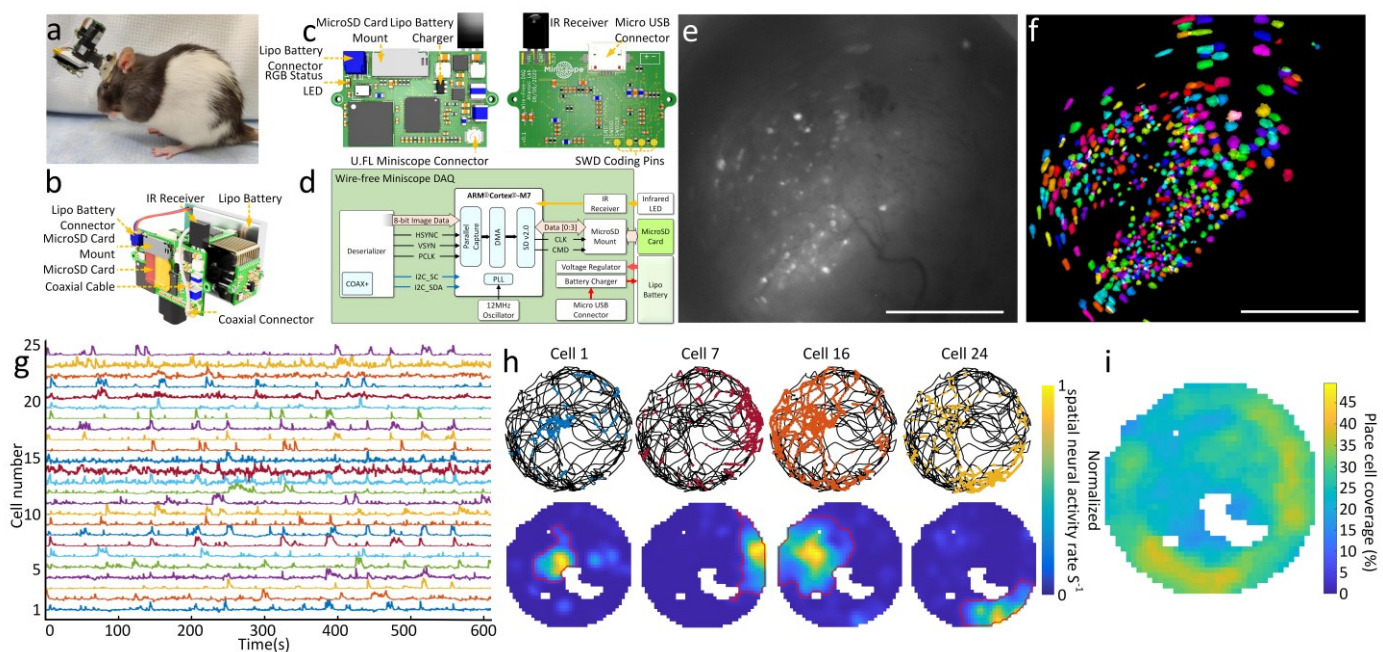 a
b
c
d
e
f
g
h
i
MicroSD Card
Mount
Lipo Battery
Charger
Lipo Battery
Connector
RGB Status
LED
U.FL Miniscope Connector
IR Receiver
Micro USB
Connector
Miniscope
SWD Coding Pins
IR Receiver
Lipo Battery
Lipo Battery
Connector
MicroSD Card
Mount
MicroSD Card
Coaxial Cable
Coaxial Connector
Wire-free Miniscope DAQ
ARM®Cortex®-M7
Deserializer
COAX+
8-bit Image Data
HSYNC
VSYN
PCLK
I2C_SC
I2C_SDA
Parallel
Capture
DMA
SD v2.0
PLL
12MHz
Oscillator
Data [0:3]
CLK
CMD
IR
Receiver
Infrared
LED
MicroSD
Mount
MicroSD
Card
Voltage Regulator
Battery Charger
Lipo
Battery
Micro USB
Connector
25
20
15
10
5
1
Cell number
0
100
200
300
400
500
600
Time(s)
Cell 1
Cell 7
Cell 16
Cell 24
1
0
Normalized
spatial neural activity rate S⁻¹
45
40
35
30
25
20
15
10
5
0
Place cell coverage (%)